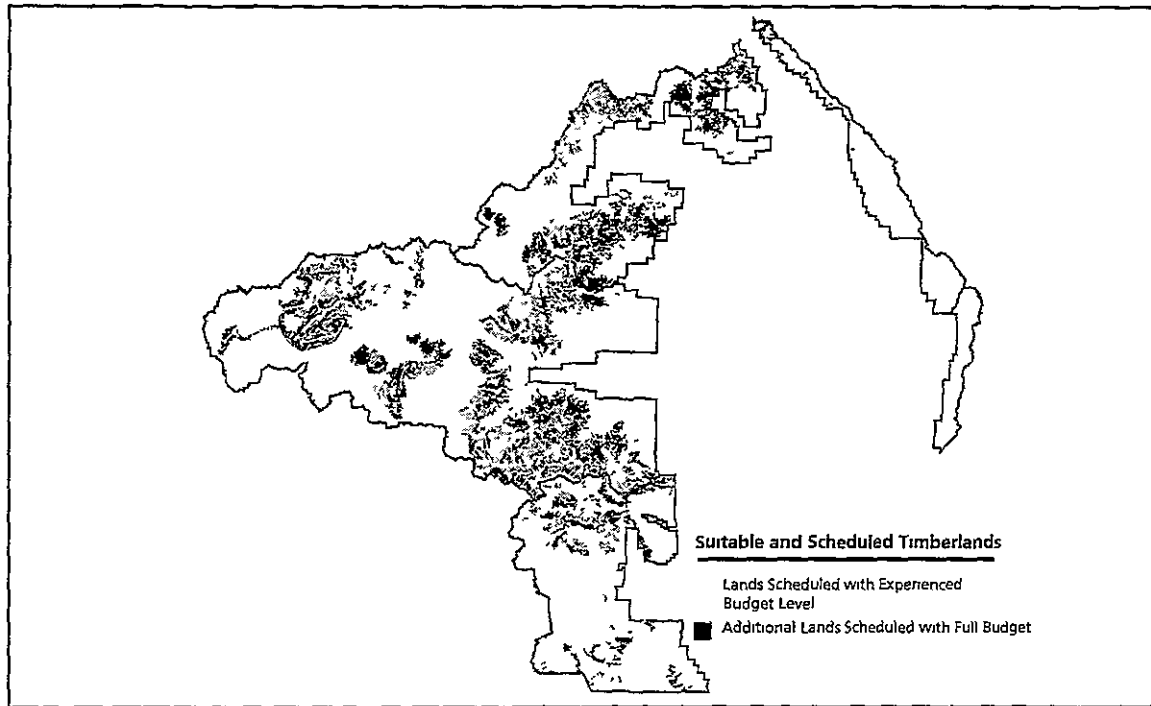 Suitable and Scheduled Timberlands
Lands Scheduled with Experienced
Budget Level
Additional Lands Scheduled with Full Budget